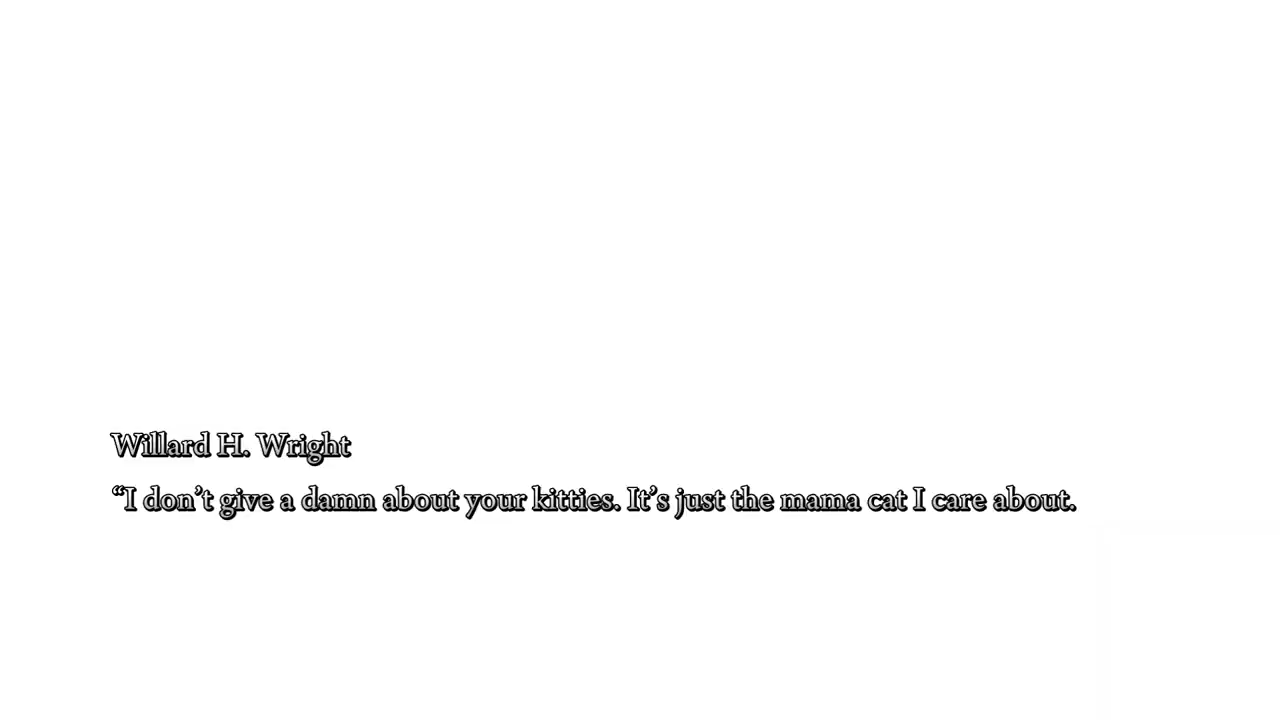 Willard H. Wright
“I don’t give a damn about your kitties. It’s just the mama cat I care about.